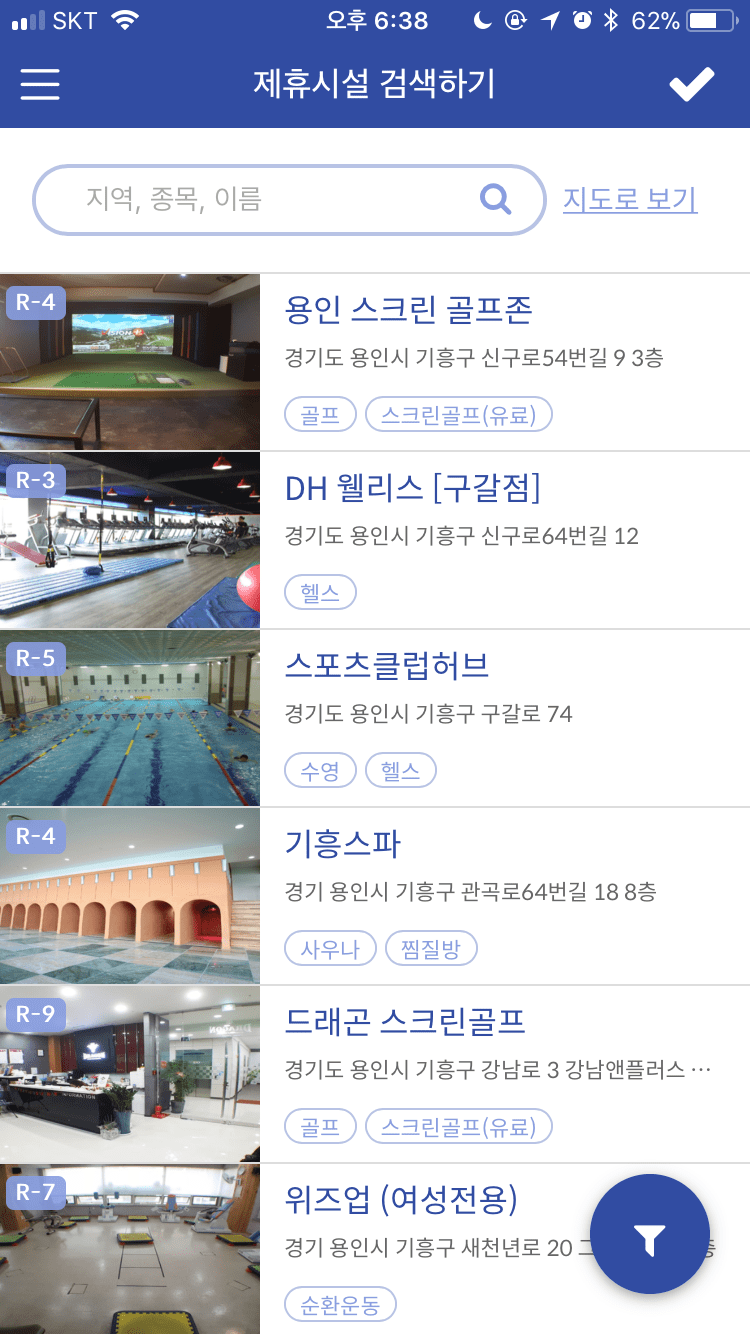 SKT 오후 6:38 62%
제휴시설 검색하기
지역, 종목, 이름
지도로 보기
R-4
용인 스크린 골프존
경기도 용인시 기흥구 신구로54번길 9 3층
골프 스크린골프(유료)
R-3
DH 웰리스 [구갈점]
경기도 용인시 기흥구 신구로64번길 12
헬스
R-5
스포츠클럽허브
경기도 용인시 기흥구 구갈로 74
수영 헬스
R-4
기흥스파
경기 용인시 기흥구 관곡로64번길 18 8층
사우나 찜질방
R-9
드래곤 스크린골프
경기도 용인시 기흥구 강남로 3 강남앤플러스 …
골프 스크린골프(유료)
INFORMATION
R-7
위즈업 (여성전용)
경기 용인시 기흥구 새천년로 20
순환운동